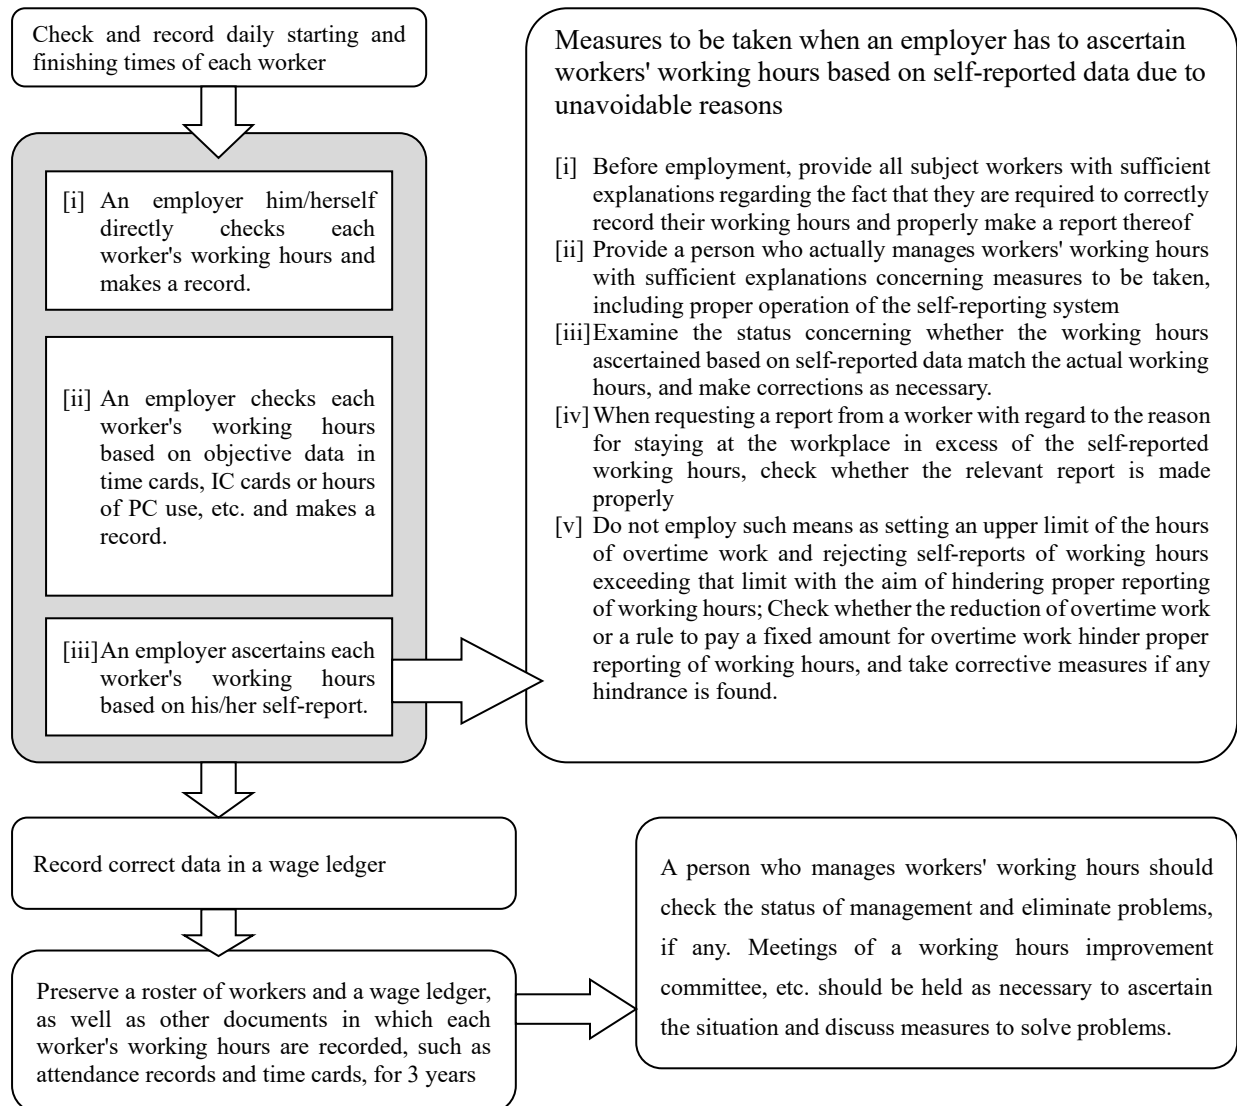 Check and record daily starting and
finishing times of each worker
[i] An employer him/herself
directly checks each
worker's working hours and
makes a record.
[ii] An employer checks each
worker's working hours
based on objective data in
time cards, IC cards or hours
of PC use, etc. and makes a
record.
[iii]An employer ascertains each
worker's working hours
based on his/her self-report.
Measures to be taken when an employer has to ascertain
workers' working hours based on self-reported data due to
unavoidable reasons
[i] Before employment, provide all subject workers with sufficient
explanations regarding the fact that they are required to correctly
record their working hours and properly make a report thereof
[ii] Provide a person who actually manages workers' working hours
with sufficient explanations concerning measures to be taken,
including proper operation of the self-reporting system
[iii]Examine the status concerning whether the working hours
ascertained based on self-reported data match the actual working
hours, and make corrections as necessary.
[iv]When requesting a report from a worker with regard to the reason
for staying at the workplace in excess of the self-reported
working hours, check whether the relevant report is made
properly
[v] Do not employ such means as setting an upper limit of the hours
of overtime work and rejecting self-reports of working hours
exceeding that limit with the aim of hindering proper reporting
of working hours; Check whether the reduction of overtime work
or a rule to pay a fixed amount for overtime work hinder proper
reporting of working hours, and take corrective measures if any
hindrance is found.
Record correct data in a wage ledger
Preserve a roster of workers and a wage ledger,
as well as other documents in which each
worker's working hours are recorded, such as
attendance records and time cards, for 3 years
A person who manages workers' working hours should
check the status of management and eliminate problems,
if any. Meetings of a working hours improvement
committee, etc. should be held as necessary to ascertain
the situation and discuss measures to solve problems.